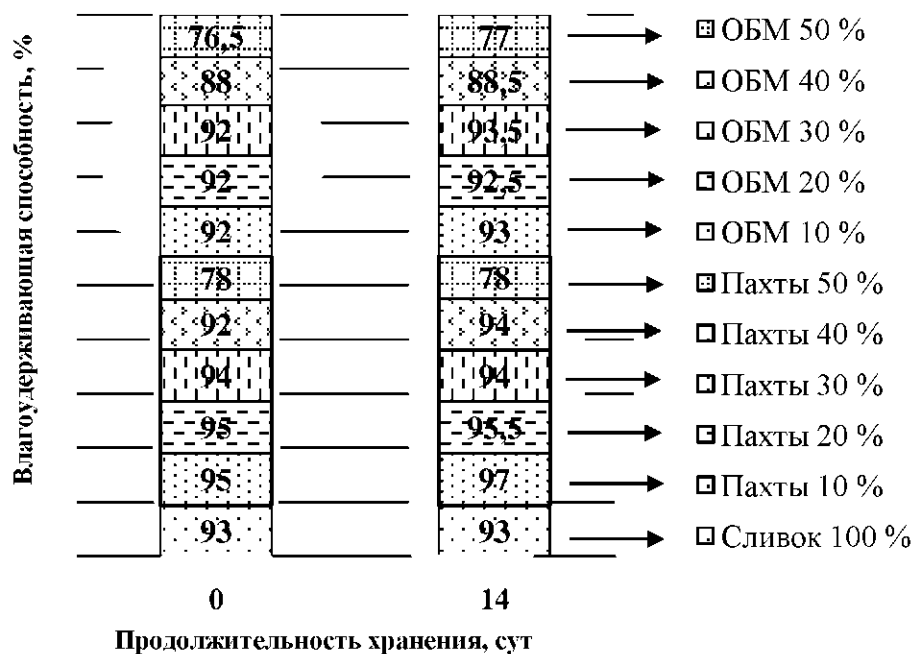 Влагоудерживающая способность, %
76,5 77 ОБМ 50 %
88 88,5 ОБМ 40 %
92 93,5 ОБМ 30 %
92 92,5 ОБМ 20 %
92 93 ОБМ 10 %
78 78 Пахты 50 %
92 94 Пахты 40 %
94 94 Пахты 30 %
95 95,5 Пахты 20 %
95 97 Пахты 10 %
93 93 Сливок 100 %
0 14
Продолжительность хранения, сут